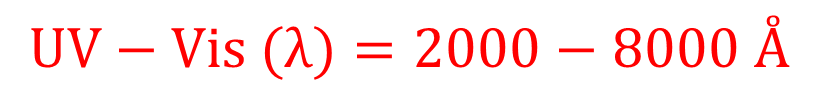 UV − Vis (λ) = 2000 − 8000 Å